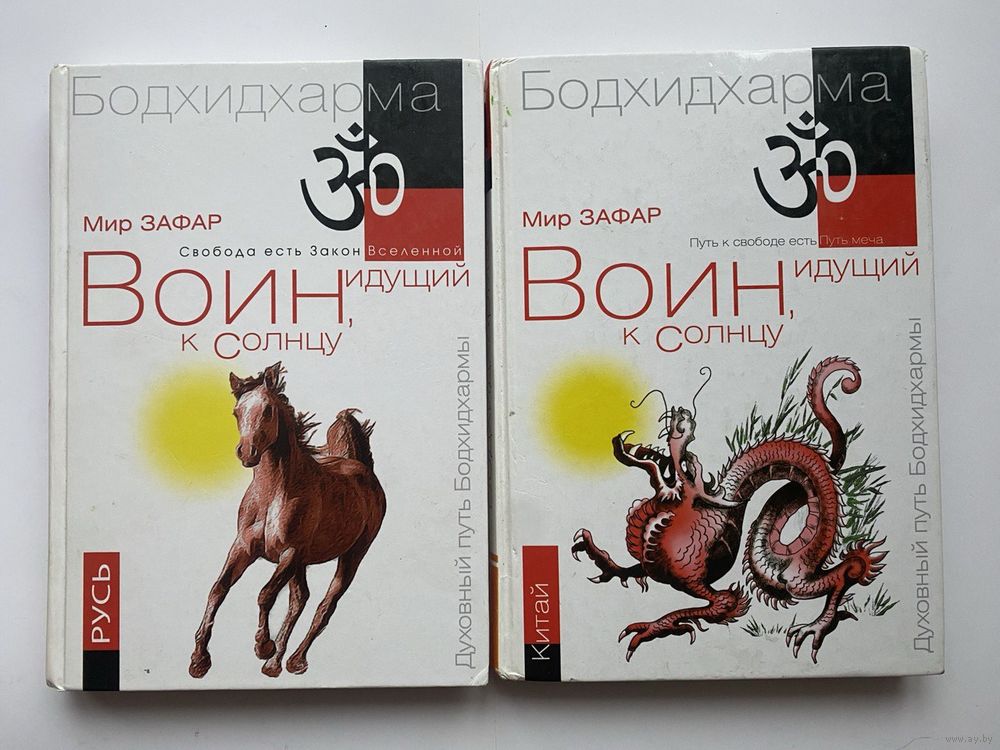 Бодхидхарма
ॐ
Мир ЗАФАР
Свобода есть Закон Вселенной
Воин,
идущий
к Солнцу
Духовный путь Бодхидхармы
РУСЬ
Бодхидхарма
ॐ
Мир ЗАФАР
Путь к свободе есть Путь меча
Воин,
идущий
к Солнцу
Духовный путь Бодхидхармы
Китай
www.ay.by